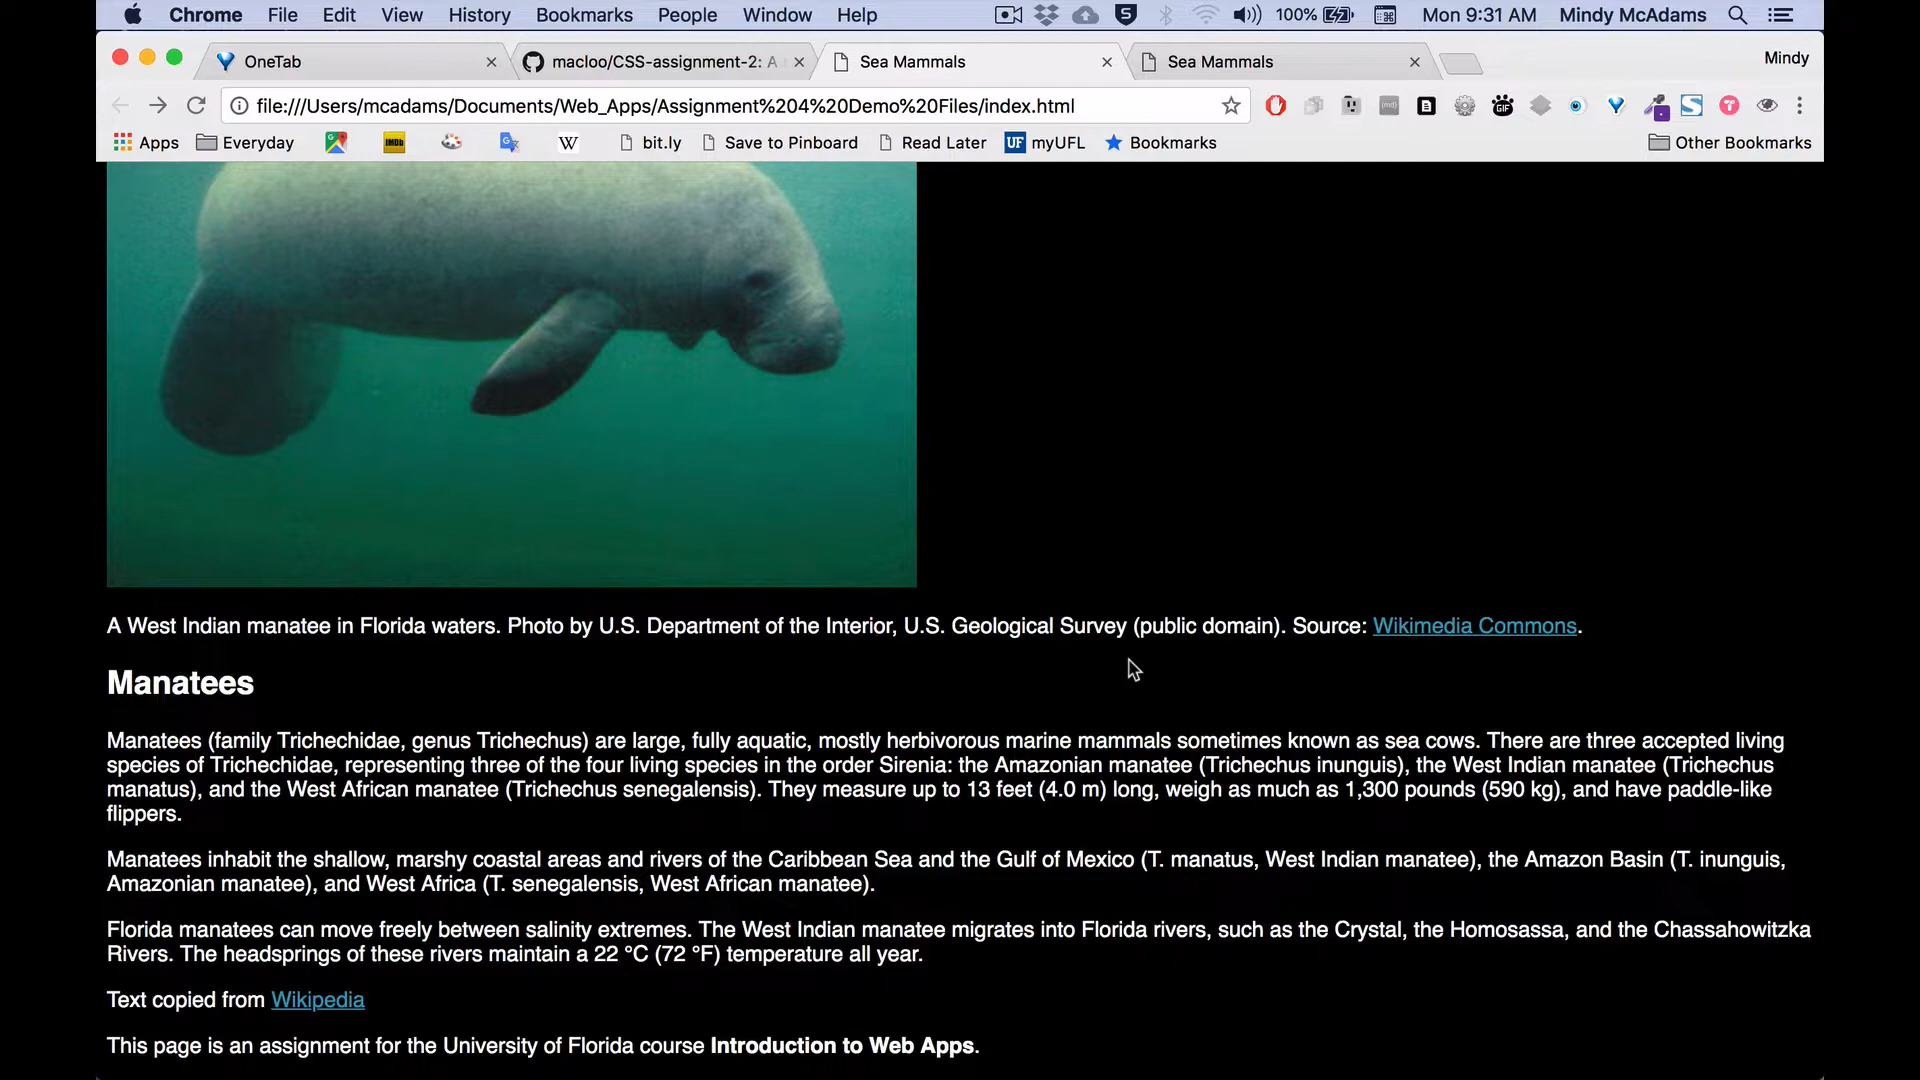 Chrome File Edit View History Bookmarks People Window Help 100% Mon 9:31 AM Mindy McAdams
OneTab macloo/CSS-assignment-2: A Sea Mammals Sea Mammals Mindy
file:///Users/mcadams/Documents/Web_Apps/Assignment%204%20Demo%20Files/index.html
Apps Everyday IMDb W bit.ly Save to Pinboard Read Later UF myUFL Bookmarks Other Bookmarks
A West Indian manatee in Florida waters. Photo by U.S. Department of the Interior, U.S. Geological Survey (public domain). Source: Wikimedia Commons.
Manatees
Manatees (family Trichechidae, genus Trichechus) are large, fully aquatic, mostly herbivorous marine mammals sometimes known as sea cows. There are three accepted living
species of Trichechidae, representing three of the four living species in the order Sirenia: the Amazonian manatee (Trichechus inunguis), the West Indian manatee (Trichechus
manatus), and the West African manatee (Trichechus senegalensis). They measure up to 13 feet (4.0 m) long, weigh as much as 1,300 pounds (590 kg), and have paddle-like
flippers.
Manatees inhabit the shallow, marshy coastal areas and rivers of the Caribbean Sea and the Gulf of Mexico (T. manatus, West Indian manatee), the Amazon Basin (T. inunguis,
Amazonian manatee), and West Africa (T. senegalensis, West African manatee).
Florida manatees can move freely between salinity extremes. The West Indian manatee migrates into Florida rivers, such as the Crystal, the Homosassa, and the Chassahowitzka
Rivers. The headsprings of these rivers maintain a 22 °C (72 °F) temperature all year.
Text copied from Wikipedia
This page is an assignment for the University of Florida course Introduction to Web Apps.